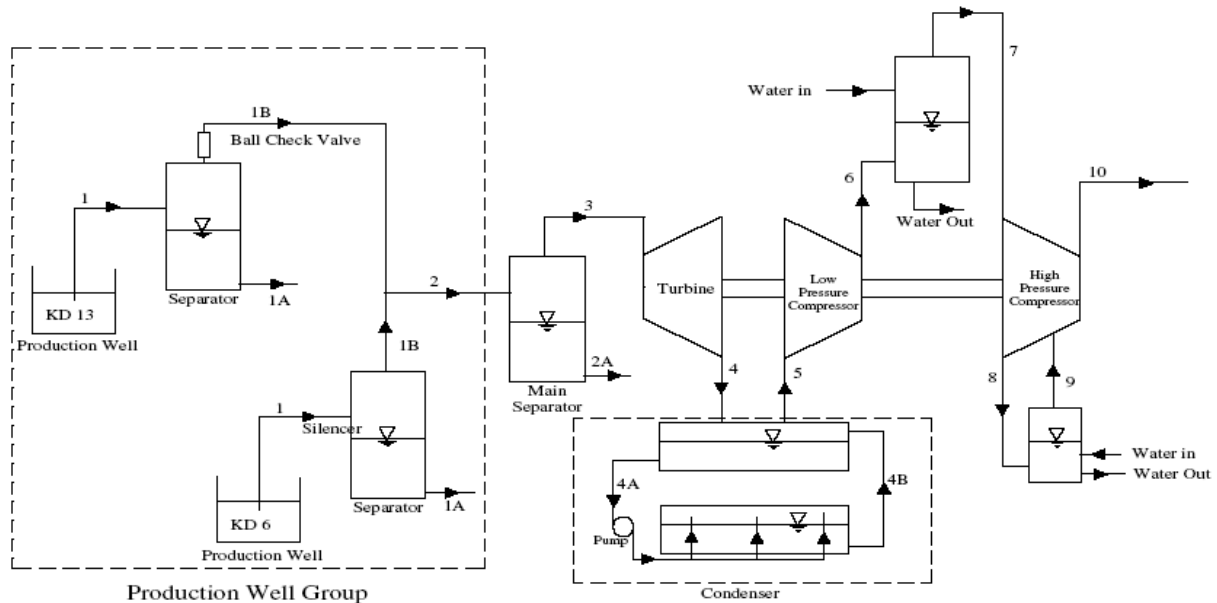 1B
Ball Check Valve
1
KD 13
Production Well
Separator
1A
1B
1
Silencer
KD 6
Production Well
Separator
1A
Production Well Group
2
3
Main
Separator
2A
Turbine
4
5
Low
Pressure
Compressor
6
Water in
Water Out
7
High
Pressure
Compressor
10
8
9
Water in
Water Out
4A
4B
Pump
Condenser